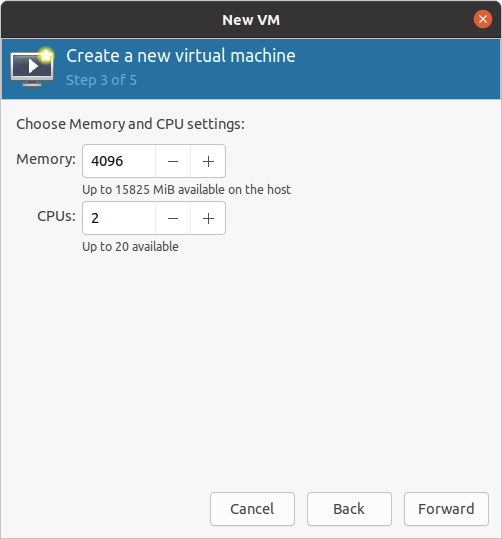 New VM
Create a new virtual machine
Step 3 of 5
Choose Memory and CPU settings:
Memory: 4096 − +
Up to 15825 MiB available on the host
CPUs: 2 − +
Up to 20 available
Cancel Back Forward